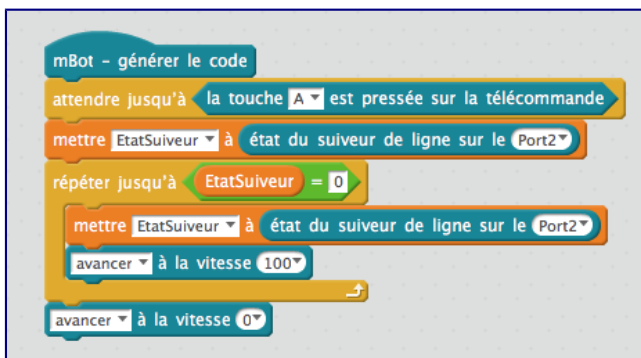 mBot - générer le code
attendre jusqu'à la touche A est pressée sur la télécommande
mettre EtatSuiveur à état du suiveur de ligne sur le Port2
répéter jusqu'à EtatSuiveur = 0
mettre EtatSuiveur à état du suiveur de ligne sur le Port2
avancer à la vitesse 100
avancer à la vitesse 0